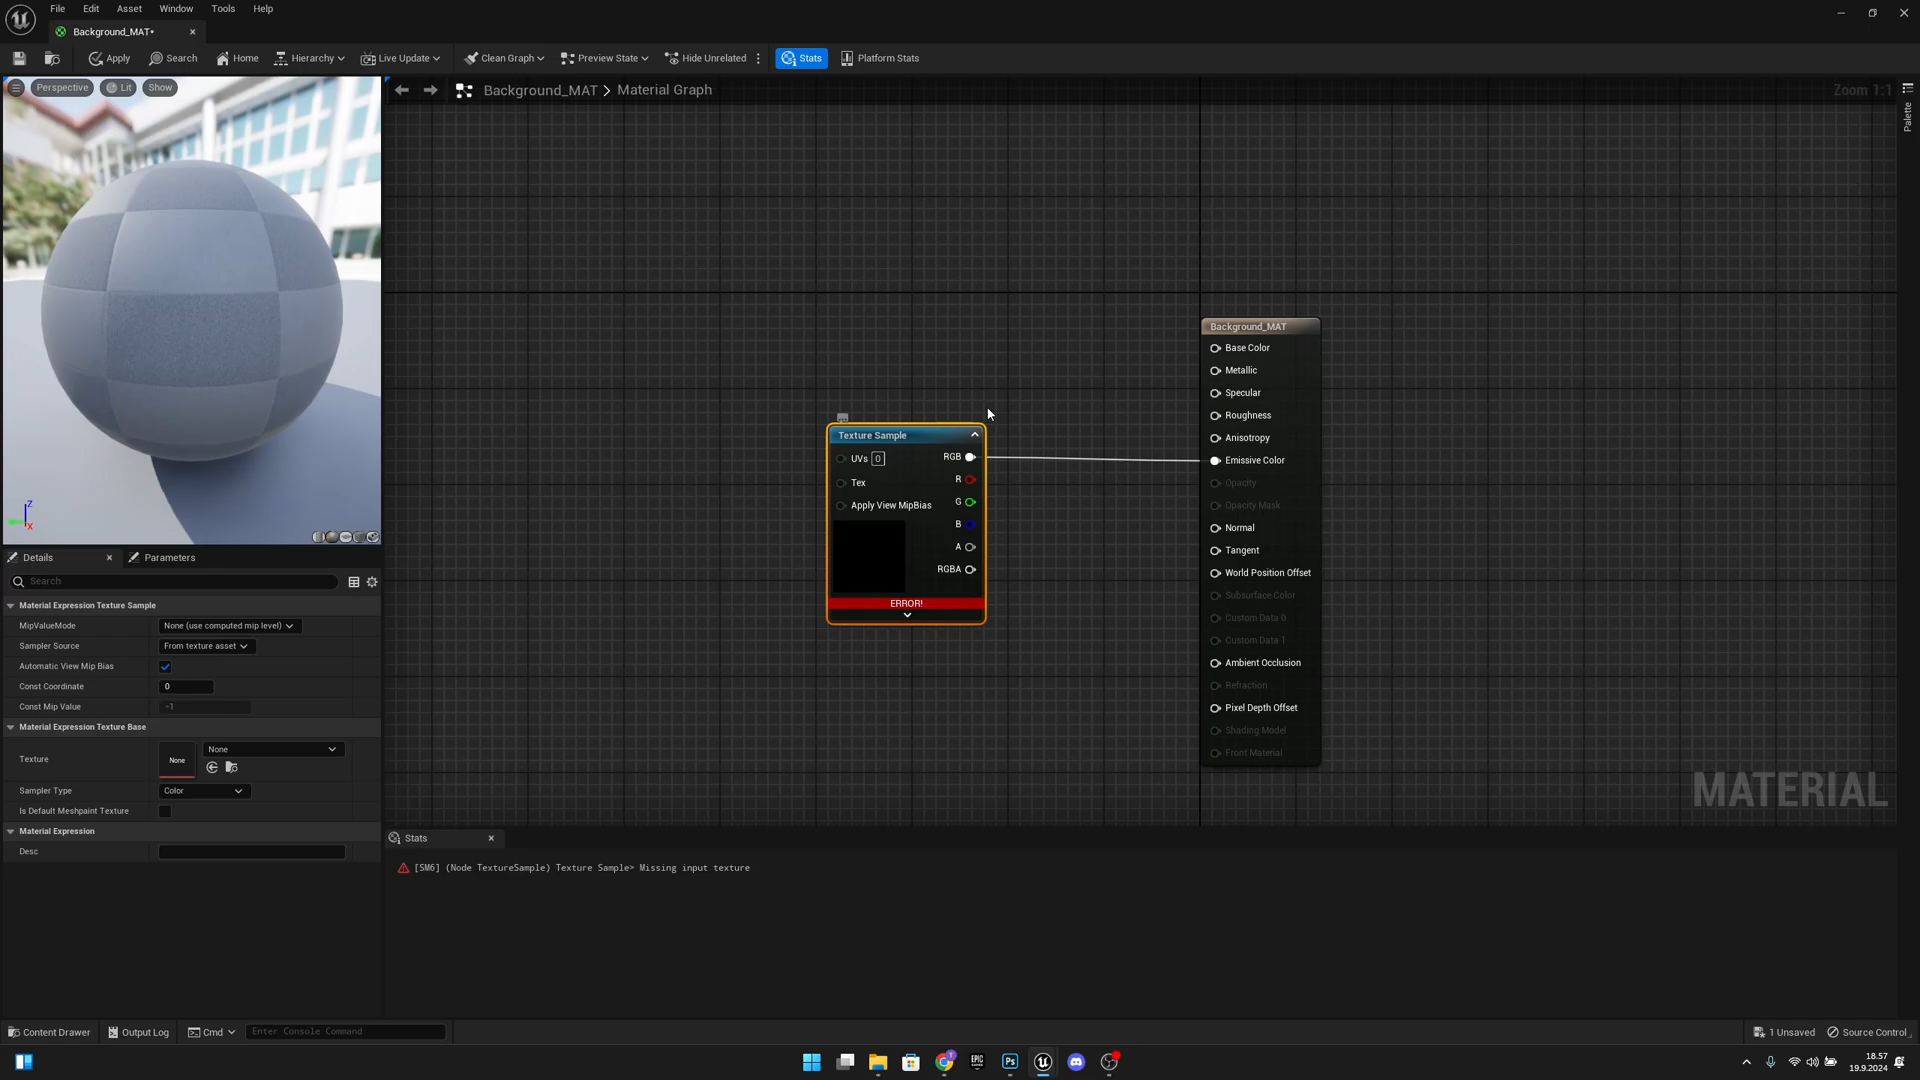 File Edit Asset Window Tools Help
Background_MAT•
Apply Search Home Hierarchy Live Update Clean Graph Preview State Hide Unrelated Stats Platform Stats
Perspective Lit Show
Background_MAT > Material Graph
Zoom 1:1
Palette
Background_MAT
Base Color
Metallic
Specular
Roughness
Anisotropy
Emissive Color
Opacity
Opacity Mask
Normal
Tangent
World Position Offset
Subsurface Color
Custom Data 0
Custom Data 1
Ambient Occlusion
Refraction
Pixel Depth Offset
Shading Model
Front Material
Texture Sample
UVs 0 RGB
R
Tex
G
Apply View MipBias
B
A
RGBA
ERROR!
MATERIAL
Z
X
Details Parameters
Search
Material Expression Texture Sample
MipValueMode None (use computed mip level)
Sampler Source From texture asset
Automatic View Mip Bias
Const Coordinate 0
Const Mip Value -1
Material Expression Texture Base
Texture None None
Sampler Type Color
Is Default Meshpaint Texture
Material Expression
Desc
Stats
[SM6] (Node TextureSample) Texture Sample> Missing input texture
Content Drawer Output Log Cmd Enter Console Command 1 Unsaved Source Control
EPIC GAMES Ps
18.57
19.9.2024